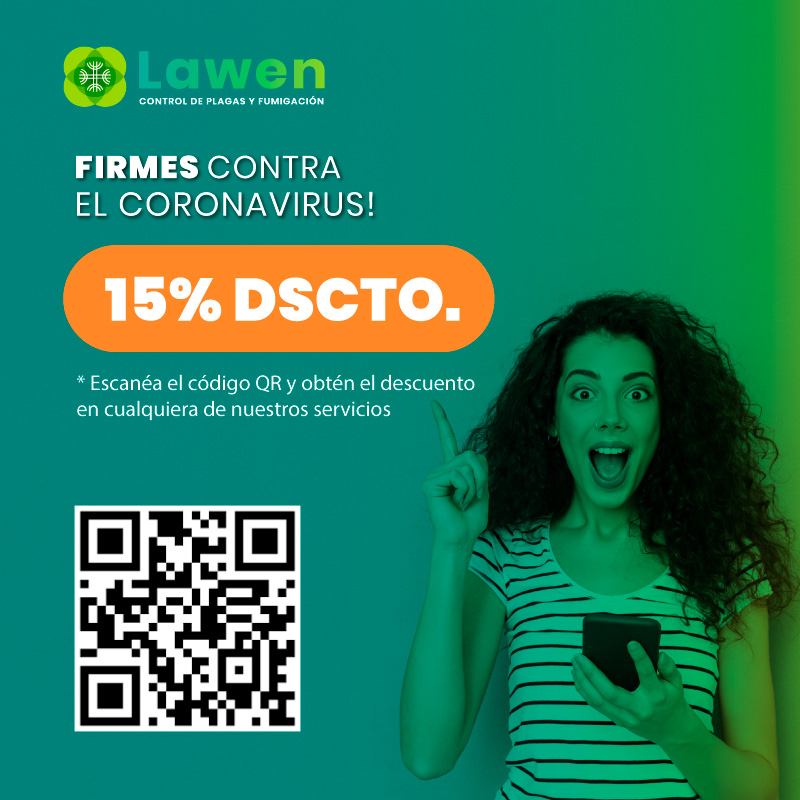 Lawen
CONTROL DE PLAGAS Y FUMIGACIÓN
FIRMES CONTRA
EL CORONAVIRUS!
15% DSCTO.
* Escanéa el código QR y obtén el descuento
en cualquiera de nuestros servicios